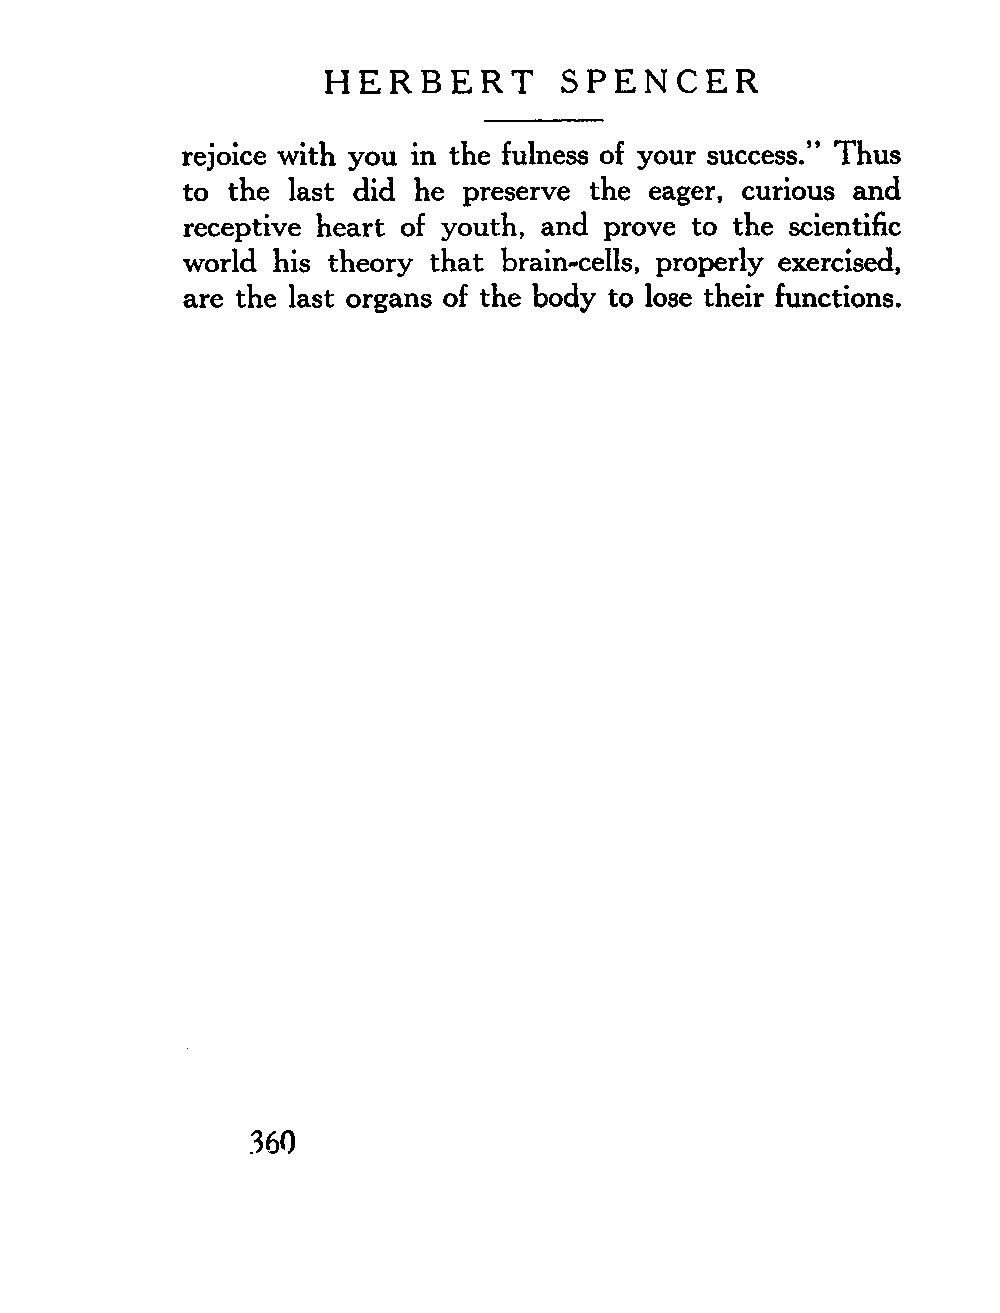 HERBERT SPENCER
rejoice with you in the fulness of your success.” Thus
to the last did he preserve the eager, curious and
receptive heart of youth, and prove to the scientific
world his theory that brain-cells, properly exercised,
are the last organs of the body to lose their functions.
360